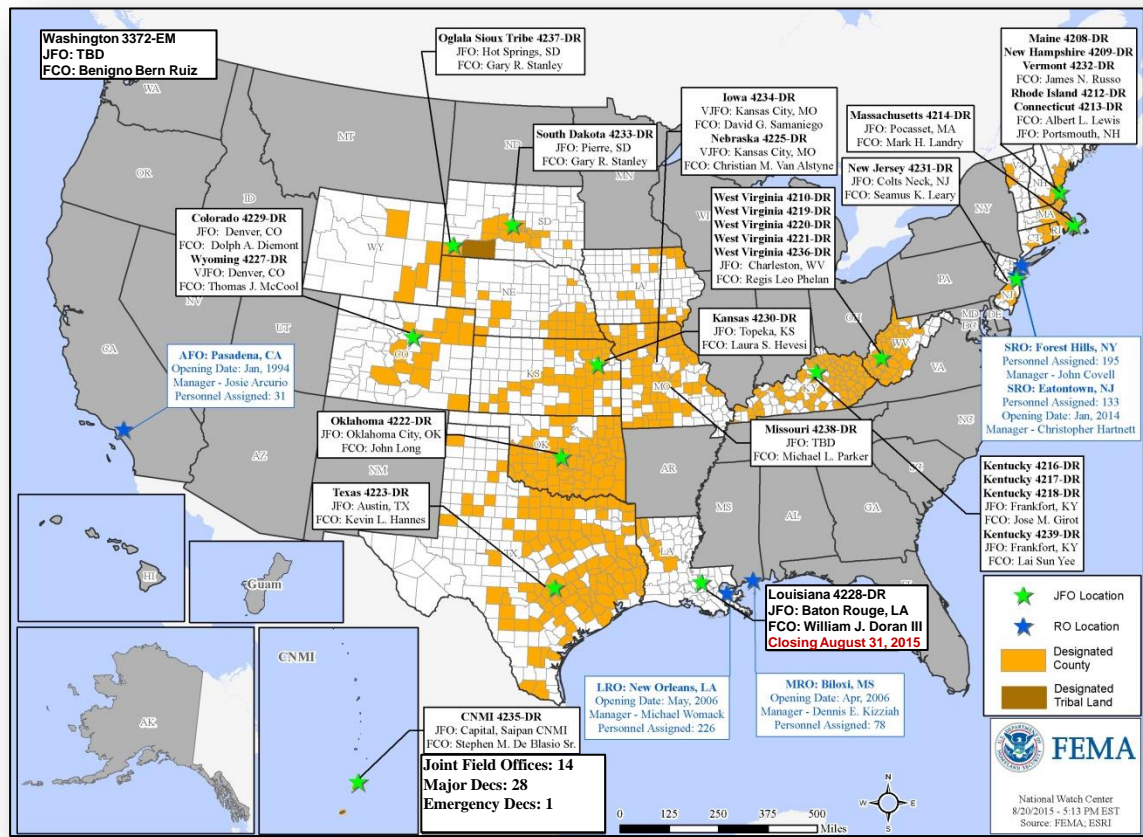 Washington 3372-EM
JFO: TBD
FCO: Benigno Bern Ruiz
Oglala Sioux Tribe 4237-DR
JFO: Hot Springs, SD
FCO: Gary R. Stanley
South Dakota 4233-DR
JFO: Pierre, SD
FCO: Gary R. Stanley
Iowa 4234-DR
VJFO: Kansas City, MO
FCO: David G. Samaniego
Nebraska 4225-DR
VJFO: Kansas City, MO
FCO: Christian M. Van Alstyne
Maine 4208-DR
New Hampshire 4209-DR
Vermont 4232-DR
FCO: James N. Russo
Rhode Island 4212-DR
Connecticut 4213-DR
FCO: Albert L. Lewis
JFO: Portsmouth, NH
Massachusetts 4214-DR
JFO: Pocasset, MA
FCO: Mark H. Landry
New Jersey 4231-DR
JFO: Colts Neck, NJ
FCO: Seamus K. Leary
West Virginia 4210-DR
West Virginia 4219-DR
West Virginia 4220-DR
West Virginia 4221-DR
West Virginia 4236-DR
JFO: Charleston, WV
FCO: Regis Leo Phelan
Colorado 4229-DR
JFO: Denver, CO
FCO: Dolph A. Diemont
Wyoming 4227-DR
VJFO: Denver, CO
FCO: Thomas J. McCool
Kansas 4230-DR
JFO: Topeka, KS
FCO: Laura S. Hevesi
AFO: Pasadena, CA
Opening Date: Jan, 1994
Manager - Josie Arcurio
Personnel Assigned: 31
SRO: Forest Hills, NY
Personnel Assigned: 195
Manager - John Covell
SRO: Eatontown, NJ
Personnel Assigned: 133
Opening Date: Jan, 2014
Manager - Christopher Hartnett
Oklahoma 4222-DR
JFO: Oklahoma City, OK
FCO: John Long
Missouri 4238-DR
JFO: TBD
FCO: Michael L. Parker
Texas 4223-DR
JFO: Austin, TX
FCO: Kevin L. Hannes
Kentucky 4216-DR
Kentucky 4217-DR
Kentucky 4218-DR
JFO: Frankfort, KY
FCO: Jose M. Girot
Kentucky 4239-DR
JFO: Frankfort, KY
FCO: Lai Sun Yee
Louisiana 4228-DR
JFO: Baton Rouge, LA
FCO: William J. Doran III
Closing August 31, 2015
LRO: New Orleans, LA
Opening Date: May, 2006
Manager - Michael Womack
Personnel Assigned: 226
MRO: Biloxi, MS
Opening Date: Apr, 2006
Manager - Dennis E. Kizziah
Personnel Assigned: 78
CNMI 4235-DR
JFO: Capital, Saipan CNMI
FCO: Stephen M. De Blasio Sr.
Joint Field Offices: 14
Major Decs: 28
Emergency Decs: 1
WA
MT
ND
MN
OR
ID
WY
SD
WI
NY
VT
NH
MA
RI
CT
NV
UT
CO
NE
IA
PA
NJ
CA
KS
MO
OH
WV
MD
DE
DC
VA
KY
AZ
NM
OK
AR
NC
SC
TX
LA
MS
AL
GA
FL
HI
Guam
AK
CNMI
JFO Location
RO Location
Designated
County
Designated
Tribal Land
U.S. DEPARTMENT OF HOMELAND SECURITY
FEMA
National Watch Center
8/20/2015 - 5:13 PM EST
Source: FEMA; ESRI
N
W
E
S
0
125
250
375
500
Miles